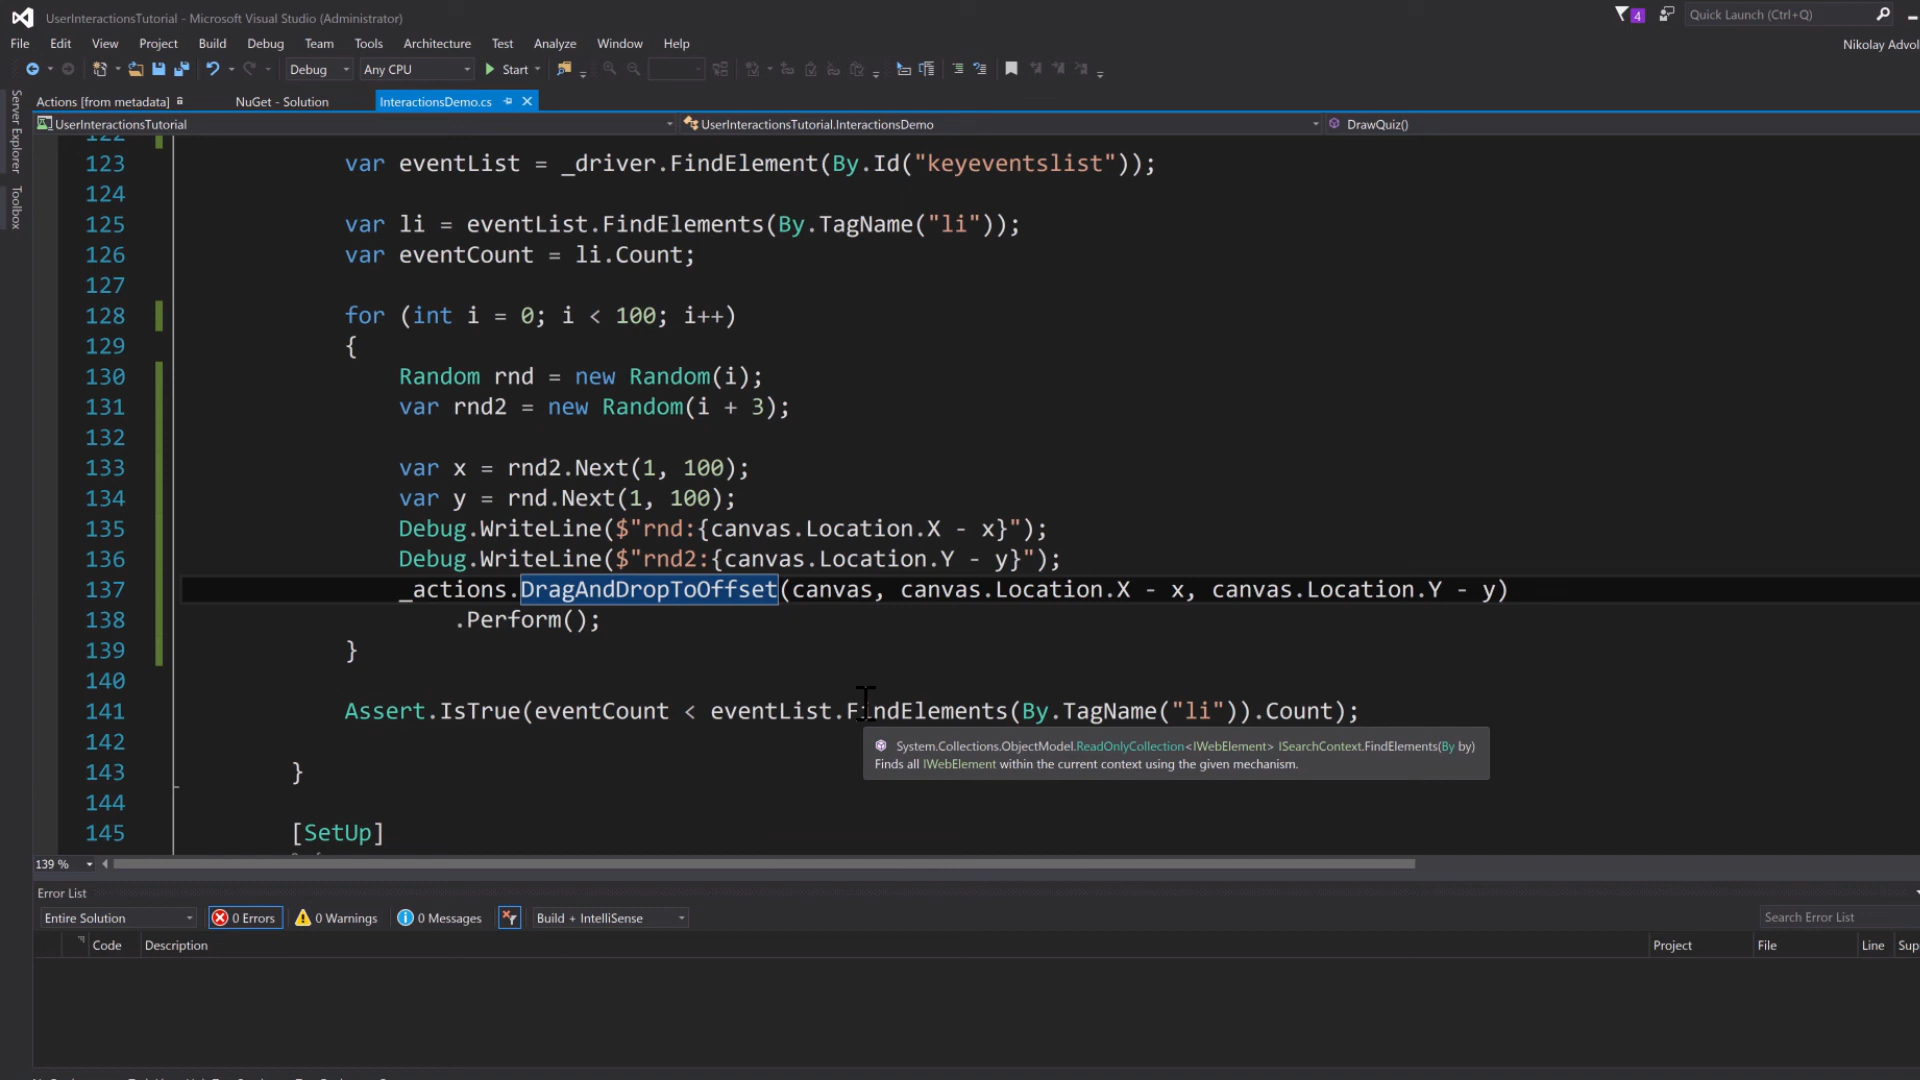 UserInteractionsTutorial - Microsoft Visual Studio (Administrator)
4
Quick Launch (Ctrl+Q)
File Edit View Project Build Debug Team Tools Architecture Test Analyze Window Help
Nikolay Advol
Debug Any CPU Start
Server Explorer
Toolbox
Actions [from metadata] NuGet - Solution InteractionsDemo.cs
UserInteractionsTutorial UserInteractionsTutorial.InteractionsDemo DrawQuiz()
122
123 var eventList = _driver.FindElement(By.Id("keyeventslist"));
124
125 var li = eventList.FindElements(By.TagName("li"));
126 var eventCount = li.Count;
127
128 for (int i = 0; i < 100; i++)
129 {
130 Random rnd = new Random(i);
131 var rnd2 = new Random(i + 3);
132
133 var x = rnd2.Next(1, 100);
134 var y = rnd.Next(1, 100);
135 Debug.WriteLine($"rnd:{canvas.Location.X - x}");
136 Debug.WriteLine($"rnd2:{canvas.Location.Y - y}");
137 _actions.DragAndDropToOffset(canvas, canvas.Location.X - x, canvas.Location.Y - y)
138 .Perform();
139 }
140
141 Assert.IsTrue(eventCount < eventList.FindElements(By.TagName("li")).Count);
142
System.Collections.ObjectModel.ReadOnlyCollection<IWebElement> ISearchContext.FindElements(By by)
Finds all IWebElement within the current context using the given mechanism.
143 }
144
145 [SetUp]
139 %
Error List
Entire Solution 0 Errors 0 Warnings 0 Messages Build + IntelliSense Search Error List
Code Description Project File Line Sup